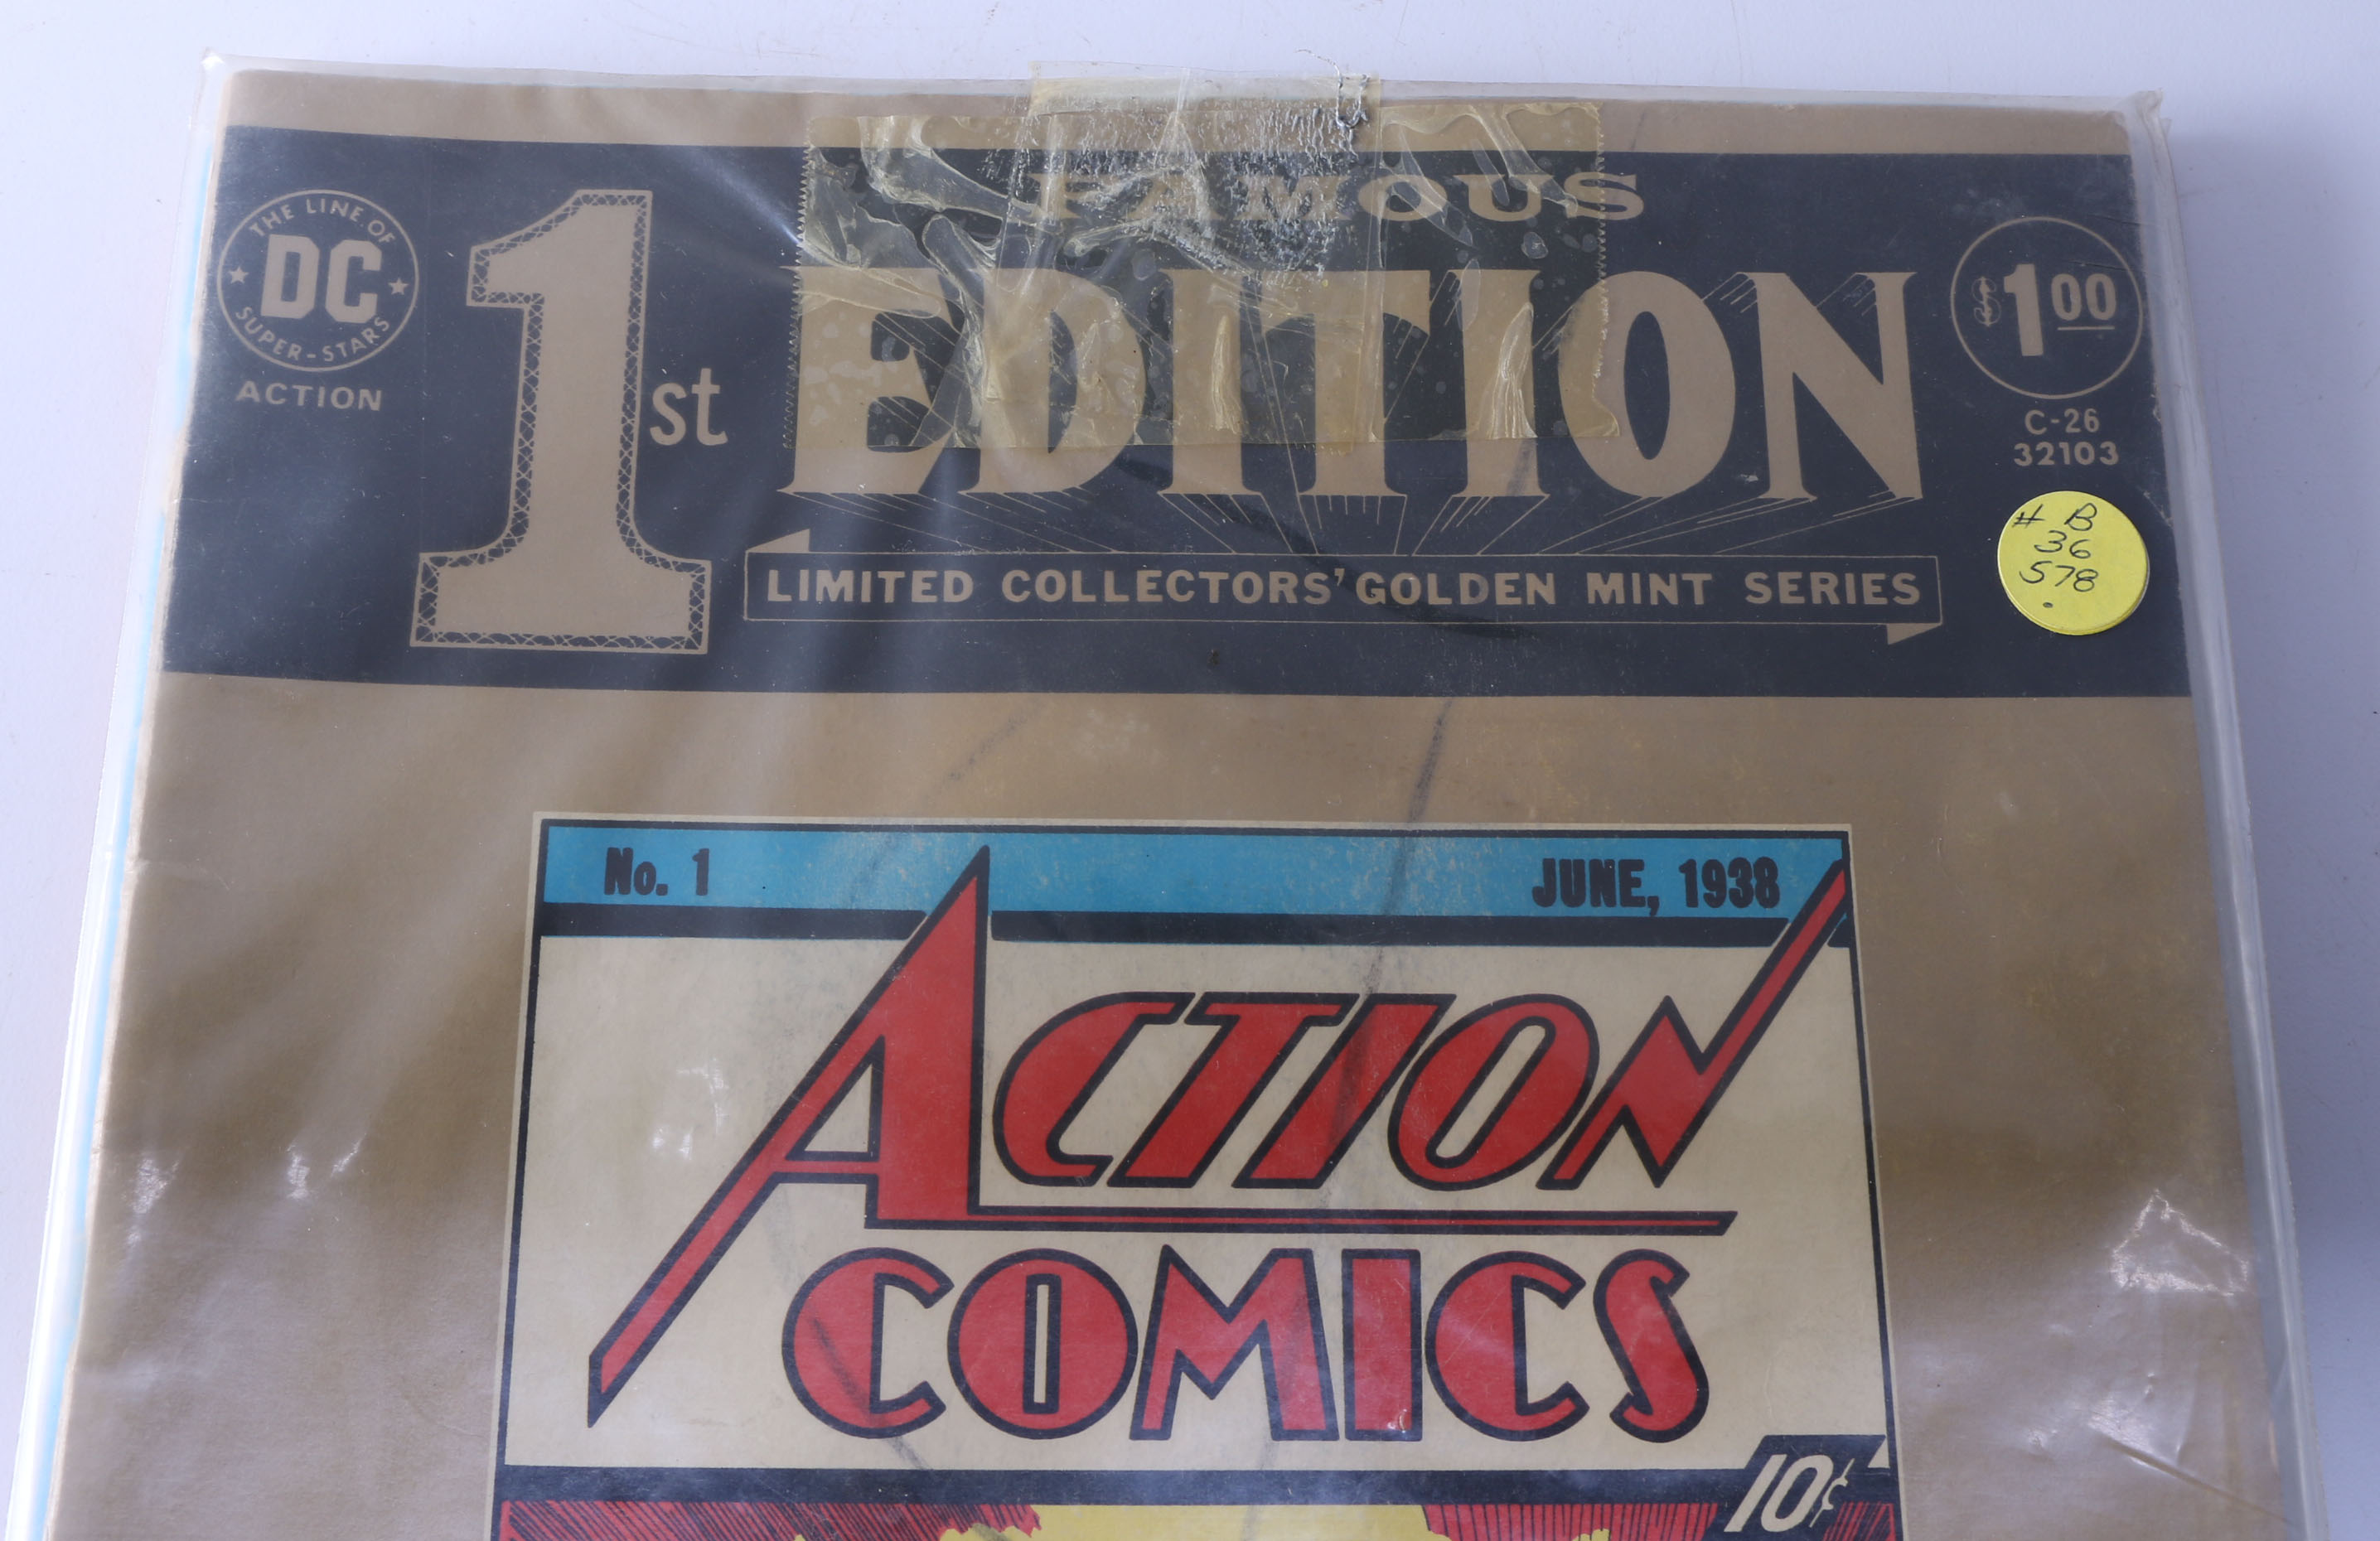 THE LINE OF
DC
SUPER-STARS
ACTION
1st
FAMOUS
EDITION
LIMITED COLLECTORS' GOLDEN MINT SERIES
$1 00
C-26
32103
# B
36
578
No. 1
JUNE, 1938
ACTION
COMICS
10¢